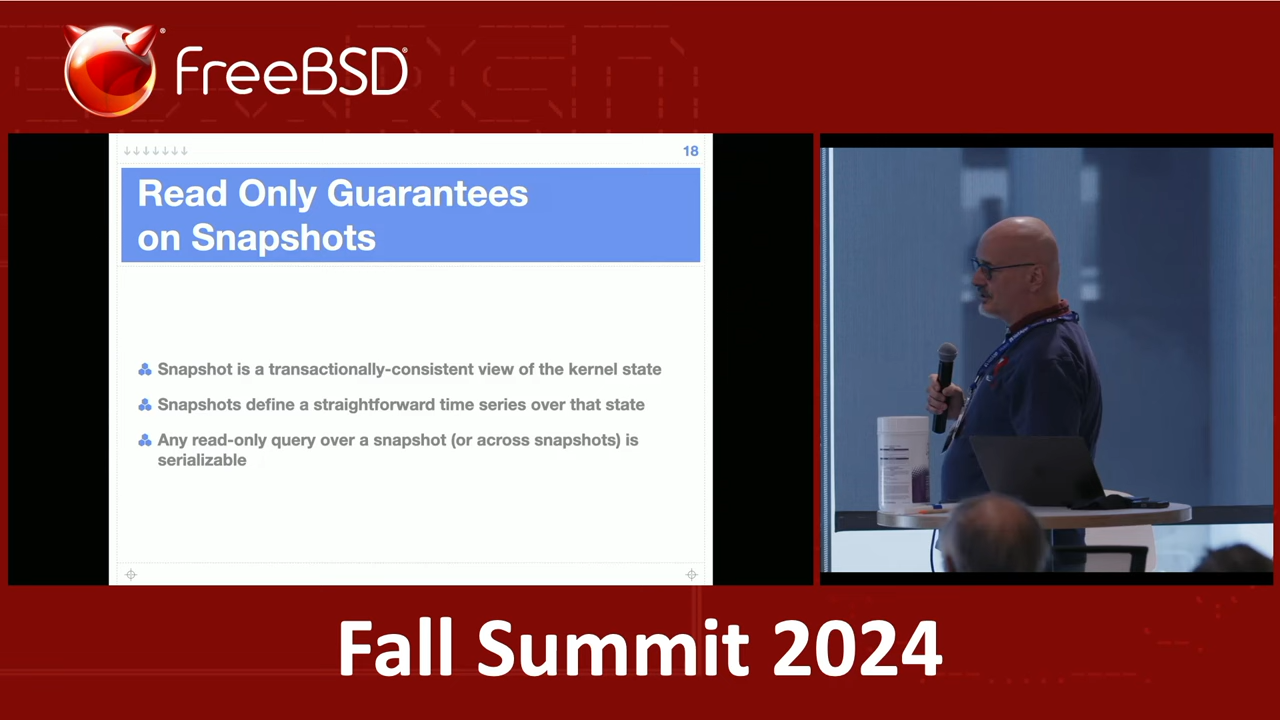 FreeBSD®
↓↓↓↓↓↓↓ 18
Read Only Guarantees
on Snapshots
Snapshot is a transactionally-consistent view of the kernel state
Snapshots define a straightforward time series over that state
Any read-only query over a snapshot (or across snapshots) is
serializable
Fall Summit 2024